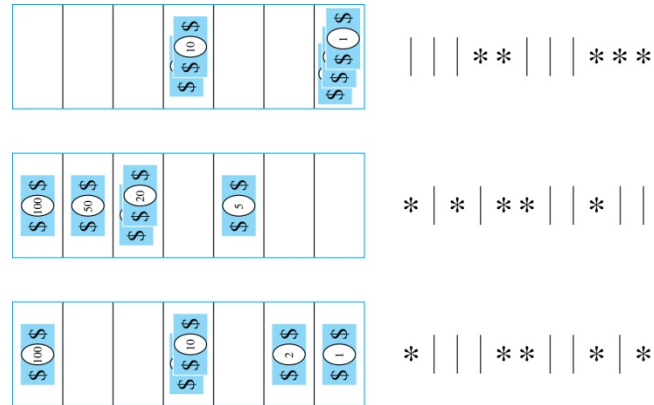 $ 10 $
$ $
$ 1 $
$ $
| | | * * | | | * * *
$ 100 $
$ 50 $
$ 20 $
$ $
$ 5 $
* | * | * * | | * | |
$ 100 $
$ 10 $
$ $
$ 2 $
$ 1 $
* | | | * * | | * | *